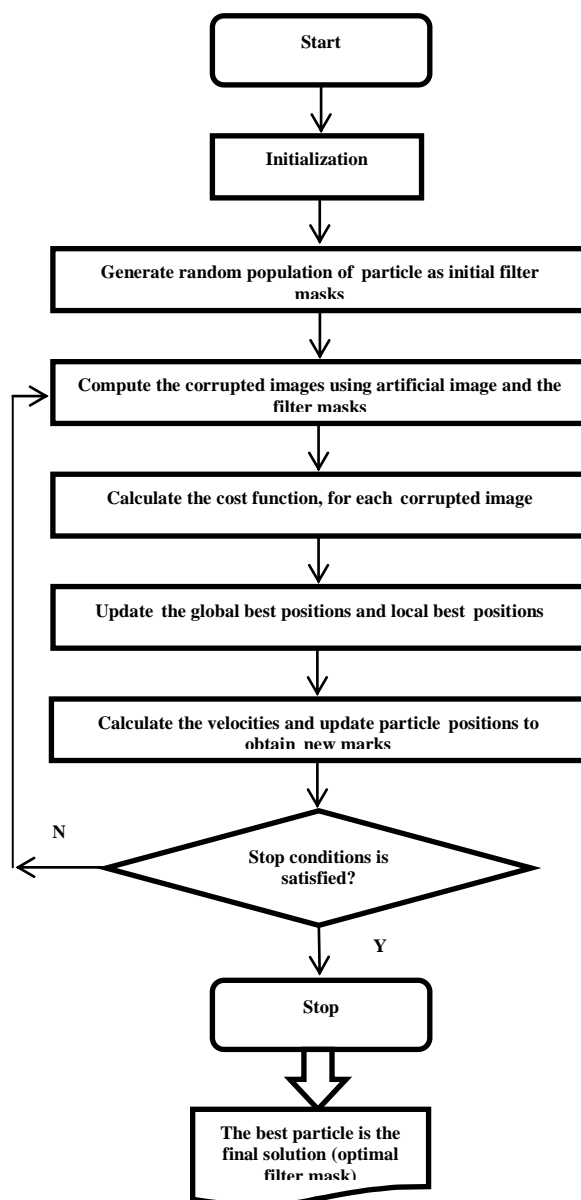 Start
Initialization
Generate random population of particle as initial filter
masks
Compute the corrupted images using artificial image and the
filter masks
Calculate the cost function, for each corrupted image
Update the global best positions and local best positions
Calculate the velocities and update particle positions to
obtain new marks
N
Stop conditions is
satisfied?
Y
Stop
The best particle is the
final solution (optimal
filter mask)